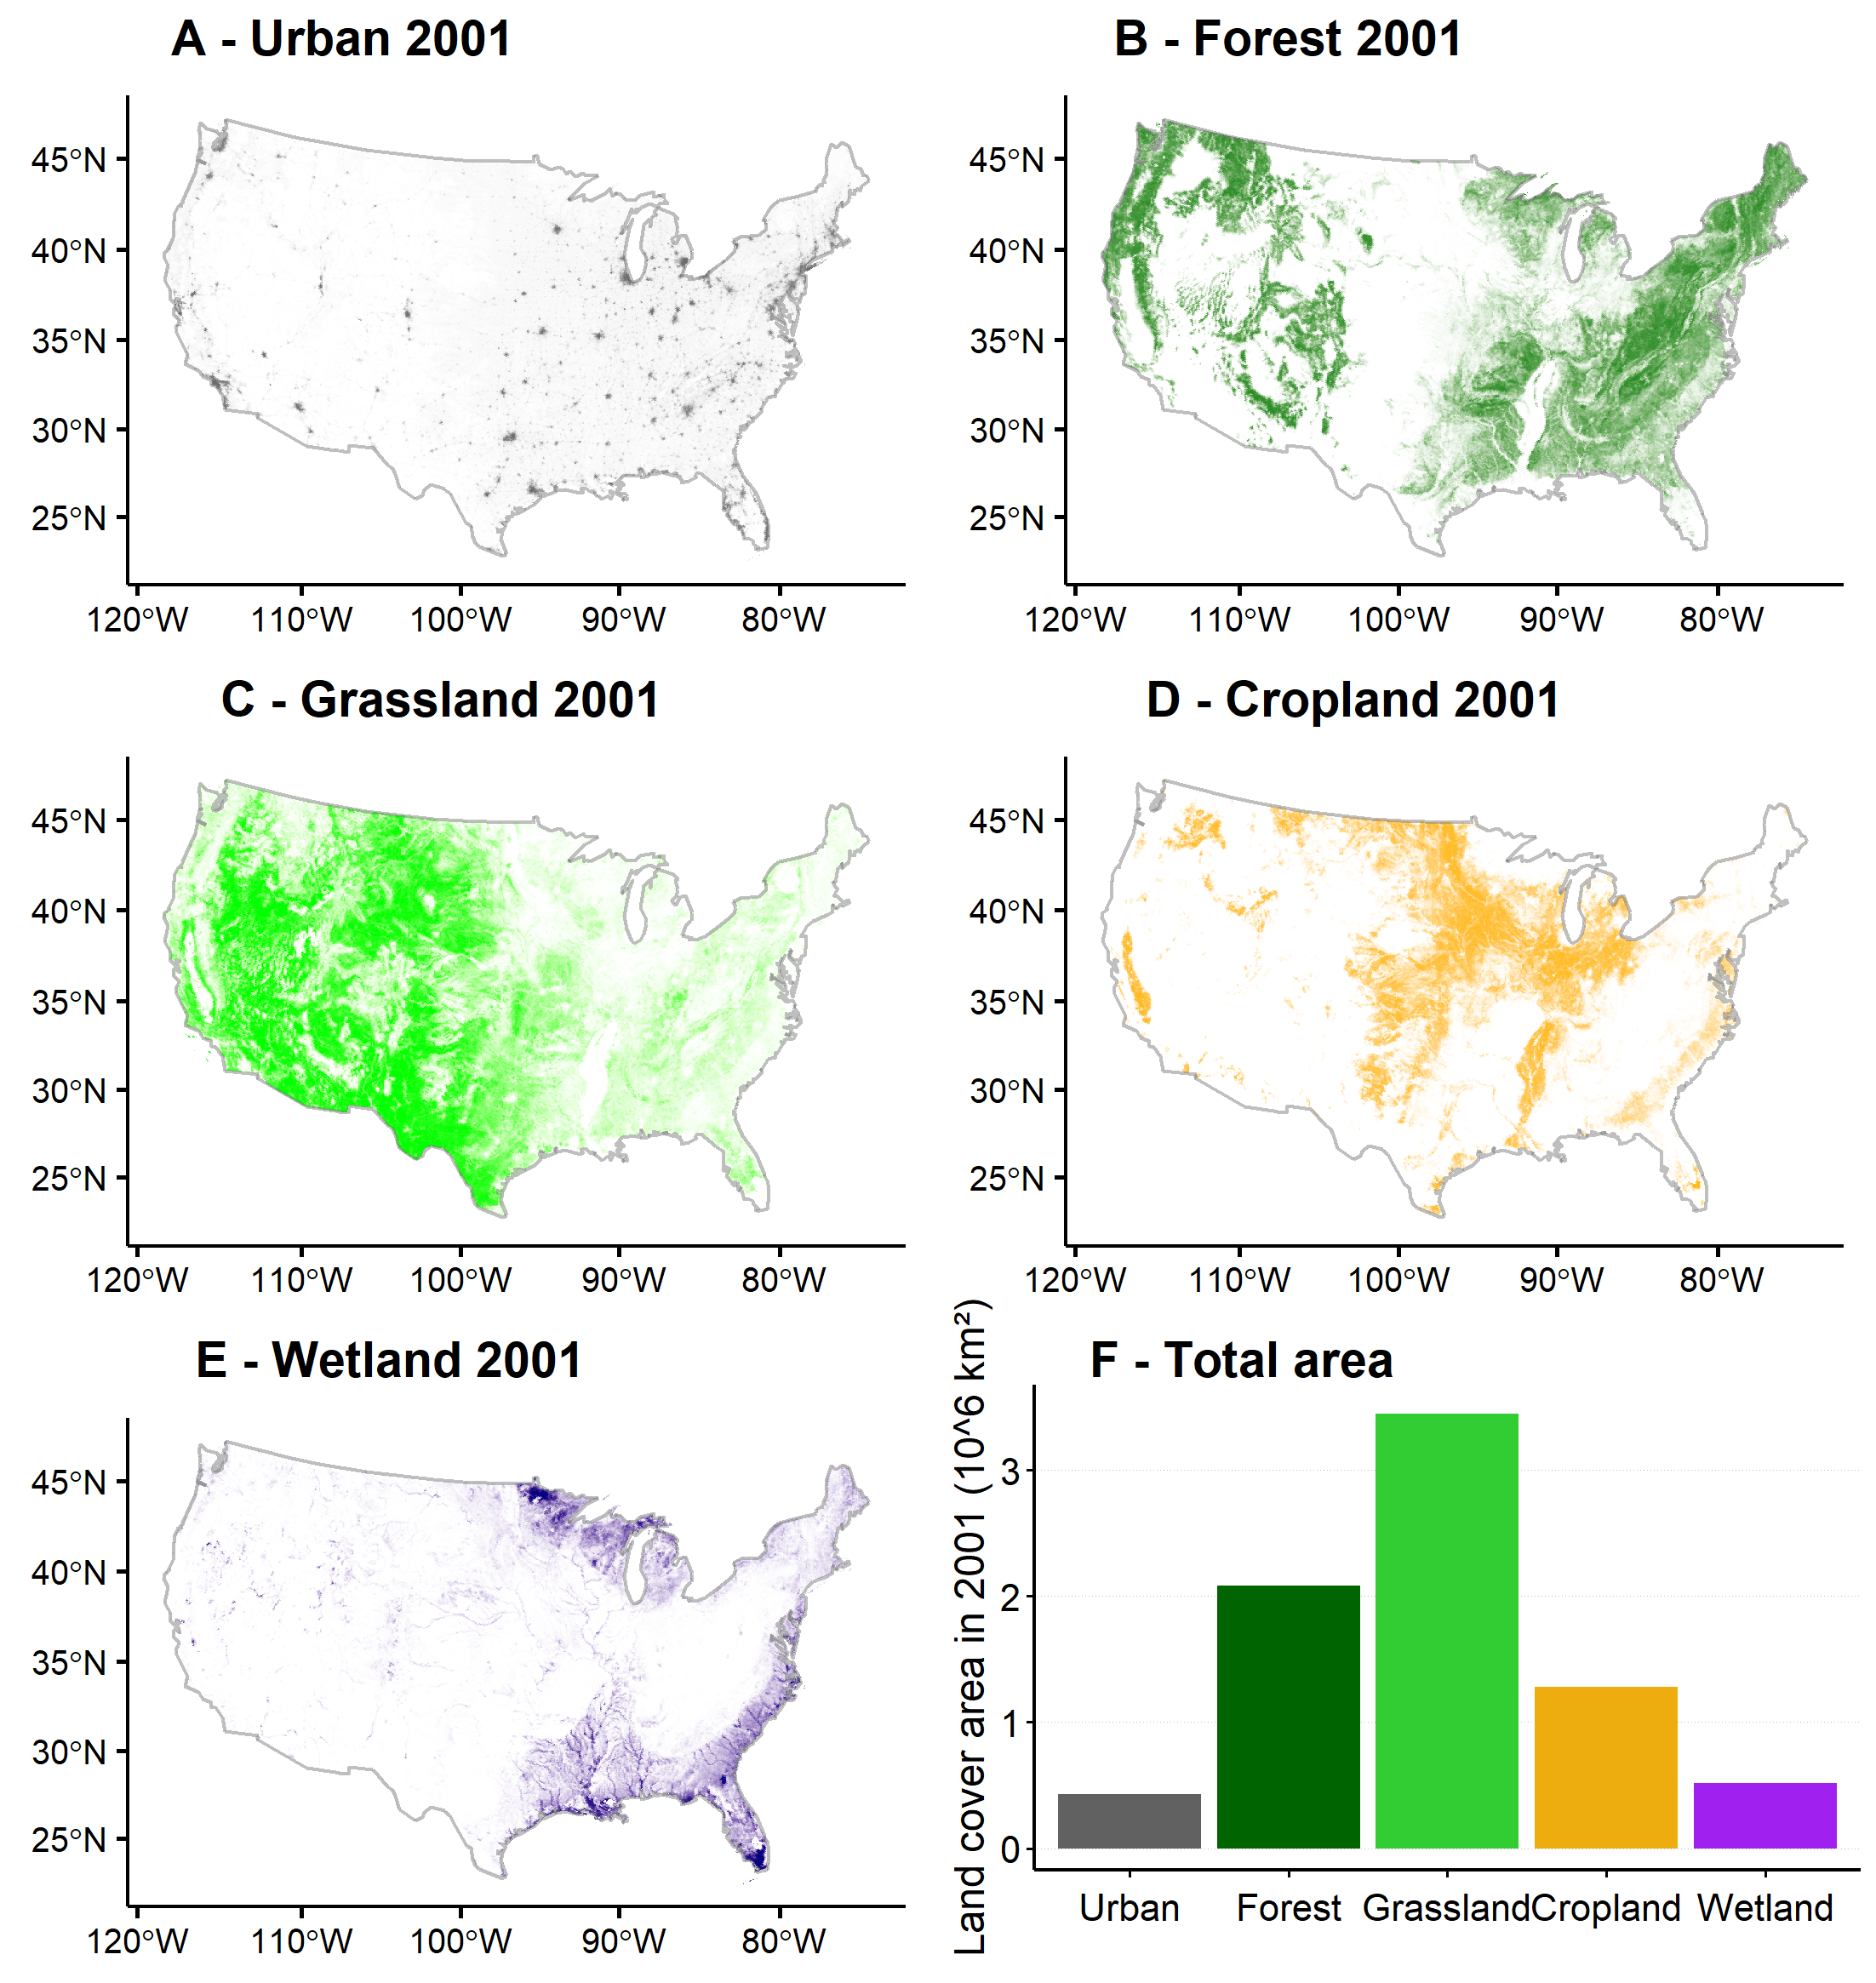 A - Urban 2001
45°N
40°N
35°N
30°N
25°N
120°W 110°W 100°W 90°W 80°W
B - Forest 2001
45°N
40°N
35°N
30°N
25°N
120°W 110°W 100°W 90°W 80°W
C - Grassland 2001
45°N
40°N
35°N
30°N
25°N
120°W 110°W 100°W 90°W 80°W
D - Cropland 2001
45°N
40°N
35°N
30°N
25°N
120°W 110°W 100°W 90°W 80°W
E - Wetland 2001
45°N
40°N
35°N
30°N
25°N
120°W 110°W 100°W 90°W 80°W
F - Total area
Land cover area in 2001 (10^6 km²)
3
2
1
0
Urban Forest Grassland Cropland Wetland